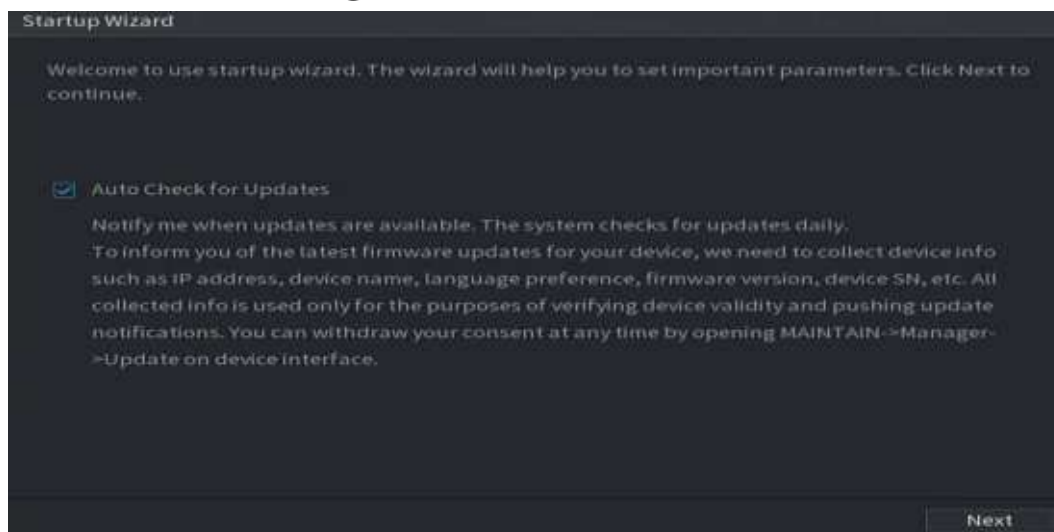 Startup Wizard
Welcome to use startup wizard. The wizard will help you to set important parameters. Click Next to
continue.
Auto Check for Updates
Notify me when updates are available. The system checks for updates daily.
To inform you of the latest firmware updates for your device, we need to collect device info
such as IP address, device name, language preference, firmware version, device SN, etc. All
collected info is used only for the purposes of verifying device validity and pushing update
notifications. You can withdraw your consent at any time by opening MAINTAIN->Manager-
>Update on device interface.
Next